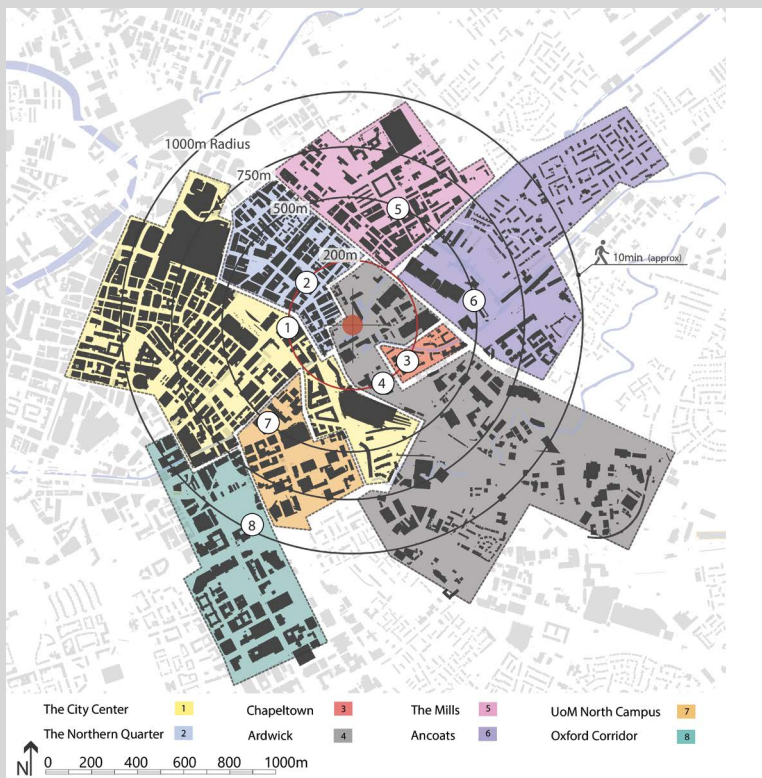 1000m Radius
750m
500m
200m
5
2
6
10min (approx)
1
3
4
7
8
The City Center 1
Chapeltown 3
The Mills 5
UoM North Campus 7
The Northern Quarter 2
Ardwick 4
Ancoats 6
Oxford Corridor 8
N 0 200 400 600 800 1000m